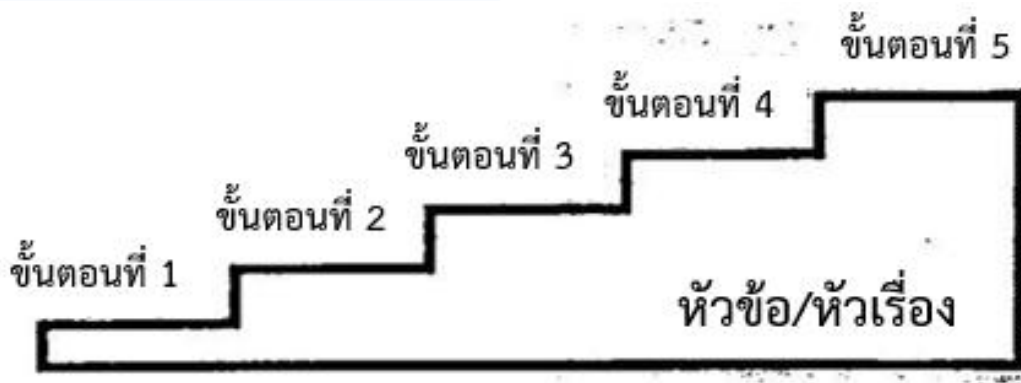 ขั้นตอนที่ 5
ขั้นตอนที่ 4
ขั้นตอนที่ 3
ขั้นตอนที่ 2
ขั้นตอนที่ 1
หัวข้อ/หัวเรื่อง